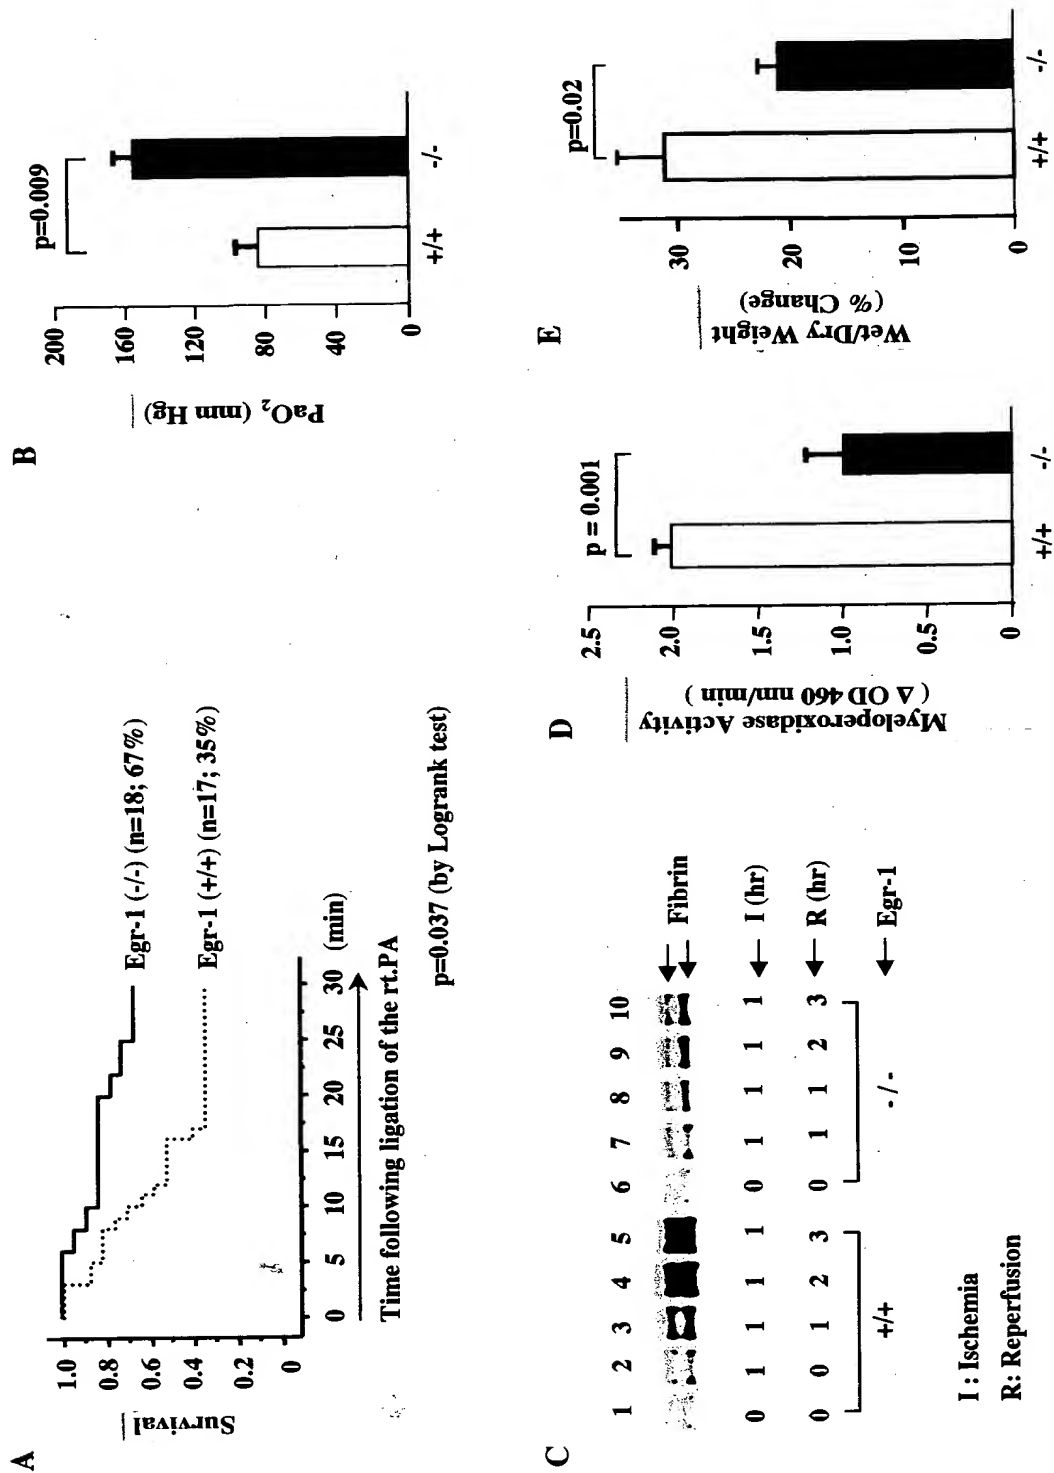 A
Survival
1.0
0.8
0.6
0.4
0.2
0
Egr-1 (-/-) (n=18; 67%)
Egr-1 (+/+) (n=17; 35%)
0 5 10 15 20 25 30 (min)
Time following ligation of the rt.PA
p=0.037 (by Logrank test)
B
PaO₂ (mm Hg)
200
160
120
80
40
0
p=0.009
+/+ -/-
C
1 2 3 4 5 6 7 8 9 10
Fibrin
0 1 1 1 1 0 1 1 1 1 I (hr)
0 0 1 2 3 0 1 1 2 3 R (hr)
+/+ -/- Egr-1
I : Ischemia
R: Reperfusion
D
Myeloperoxidase Activity
( Δ OD 460 nm/min )
2.5
2.0
1.5
1.0
0.5
0
p = 0.001
+/+ -/-
E
Wet/Dry Weight
(% Change)
30
20
10
0
p=0.02
+/+ -/-